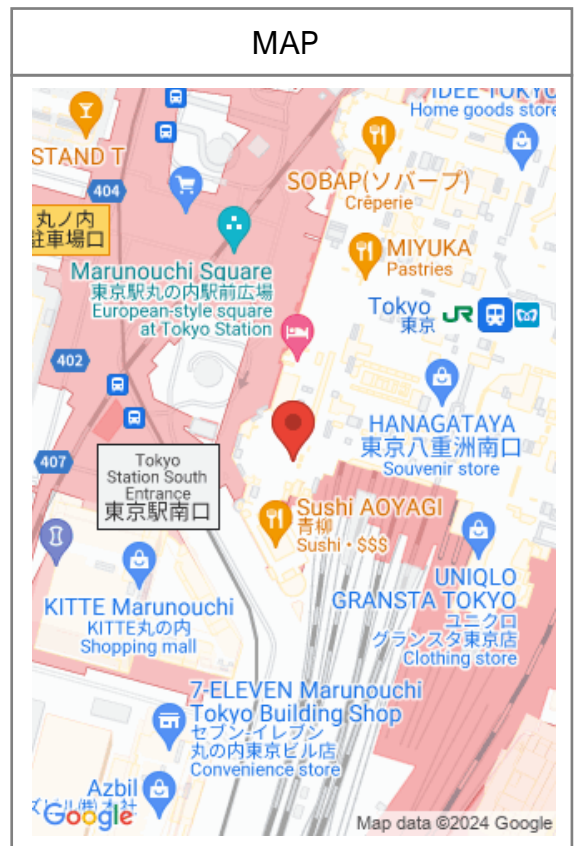 MAP
IDEE TOKYO
Home goods store
STAND T
SOBAP(ソバープ)
Crêperie
404
丸ノ内
駐車場口
MIYUKA
Pastries
Marunouchi Square
東京駅丸の内駅前広場
European-style square
at Tokyo Station
Tokyo
東京
JR
402
HANAGATAYA
東京八重洲南口
Souvenir store
407
Tokyo
Station South
Entrance
東京駅南口
Sushi AOYAGI
青柳
Sushi・$$$
KITTE Marunouchi
KITTE丸の内
Shopping mall
UNIQLO
GRANSTA TOKYO
ユニクロ
グランスタ東京店
Clothing store
7-ELEVEN Marunouchi
Tokyo Building Shop
セブン-イレブン
丸の内東京ビル店
Convenience store
Azbil
Google
Map data ©2024 Google